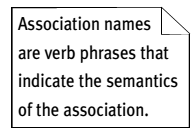 Association names
are verb phrases that
indicate the semantics
of the association.